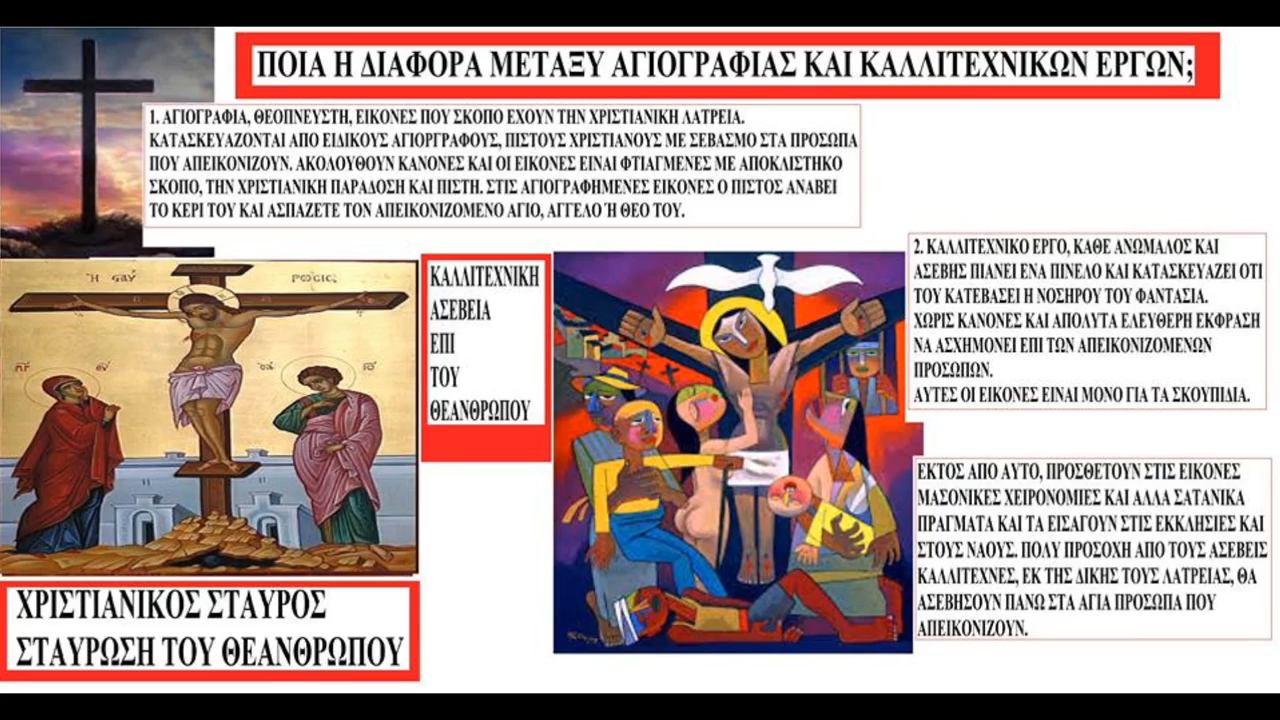 ΠΟΙΑ Η ΔΙΑΦΟΡΑ ΜΕΤΑΞΥ ΑΓΙΟΓΡΑΦΙΑΣ ΚΑΙ ΚΑΛΛΙΤΕΧΝΙΚΩΝ ΕΡΓΩΝ;
1. ΑΓΙΟΓΡΑΦΙΑ, ΘΕΟΠΝΕΥΣΤΗ, ΕΙΚΟΝΕΣ ΠΟΥ ΣΚΟΠΟ ΕΧΟΥΝ ΤΗΝ ΧΡΙΣΤΙΑΝΙΚΗ ΛΑΤΡΕΙΑ.
ΚΑΤΑΣΚΕΥΑΖΟΝΤΑΙ ΑΠΟ ΕΙΔΙΚΟΥΣ ΑΓΙΟΡΓΡΑΦΟΥΣ, ΠΙΣΤΟΥΣ ΧΡΙΣΤΙΑΝΟΥΣ ΜΕ ΣΕΒΑΣΜΟ ΣΤΑ ΠΡΟΣΩΠΑ
ΠΟΥ ΑΠΕΙΚΟΝΙΖΟΥΝ. ΑΚΟΛΟΥΘΟΥΝ ΚΑΝΟΝΕΣ ΚΑΙ ΟΙ ΕΙΚΟΝΕΣ ΕΙΝΑΙ ΦΤΙΑΓΜΕΝΕΣ ΜΕ ΑΠΟΚΛΙΣΤΗΚΟ
ΣΚΟΠΟ, ΤΗΝ ΧΡΙΣΤΙΑΝΙΚΗ ΠΑΡΑΔΟΣΗ ΚΑΙ ΠΙΣΤΗ. ΣΤΙΣ ΑΓΙΟΓΡΑΦΗΜΕΝΕΣ ΕΙΚΟΝΕΣ Ο ΠΙΣΤΟΣ ΑΝΑΒΕΙ
ΤΟ ΚΕΡΙ ΤΟΥ ΚΑΙ ΑΣΠΑΖΕΤΕ ΤΟΝ ΑΠΕΙΚΟΝΙΖΟΜΕΝΟ ΑΓΙΟ, ΑΓΓΕΛΟ Ή ΘΕΟ ΤΟΥ.
Ἡ ϹΤΑΥ ΡΩϹΙϹ
ΚΑΛΛΙΤΕΧΝΙΚΗ
ΑΣΕΒΕΙΑ
ΕΠΙ
ΤΟΥ
ΘΕΑΝΘΡΩΠΟΥ
2. ΚΑΛΛΙΤΕΧΝΙΚΟ ΕΡΓΟ, ΚΑΘΕ ΑΝΩΜΑΛΟΣ ΚΑΙ
ΑΣΕΒΗΣ ΠΙΑΝΕΙ ΕΝΑ ΠΙΝΕΛΟ ΚΑΙ ΚΑΤΑΣΚΕΥΑΖΕΙ ΟΤΙ
ΤΟΥ ΚΑΤΕΒΑΣΕΙ Η ΝΟΣΗΡΟΥ ΤΟΥ ΦΑΝΤΑΣΙΑ.
ΧΩΡΙΣ ΚΑΝΟΝΕΣ ΚΑΙ ΑΠΟΛΥΤΑ ΕΛΕΥΘΕΡΗ ΕΚΦΡΑΣΗ
ΝΑ ΑΣΧΗΜΟΝΕΙ ΕΠΙ ΤΩΝ ΑΠΕΙΚΟΝΙΖΟΜΕΝΩΝ
ΠΡΟΣΩΠΩΝ.
ΑΥΤΕΣ ΟΙ ΕΙΚΟΝΕΣ ΕΙΝΑΙ ΜΟΝΟ ΓΙΑ ΤΑ ΣΚΟΥΠΙΔΙΑ.
ΕΚΤΟΣ ΑΠΟ ΑΥΤΟ, ΠΡΟΣΘΕΤΟΥΝ ΣΤΙΣ ΕΙΚΟΝΕΣ
ΜΑΣΟΝΙΚΕΣ ΧΕΙΡΟΝΟΜΙΕΣ ΚΑΙ ΑΛΛΑ ΣΑΤΑΝΙΚΑ
ΠΡΑΓΜΑΤΑ ΚΑΙ ΤΑ ΕΙΣΑΓΟΥΝ ΣΤΙΣ ΕΚΚΛΗΣΙΕΣ ΚΑΙ
ΣΤΟΥΣ ΝΑΟΥΣ. ΠΟΛΥ ΠΡΟΣΟΧΗ ΑΠΟ ΤΟΥΣ ΑΣΕΒΕΙΣ
ΚΑΛΛΙΤΕΧΝΕΣ, ΕΚ ΤΗΣ ΔΙΚΗΣ ΤΟΥΣ ΛΑΤΡΕΙΑΣ, ΘΑ
ΑΣΕΒΗΣΟΥΝ ΠΑΝΩ ΣΤΑ ΑΓΙΑ ΠΡΟΣΩΠΑ ΠΟΥ
ΑΠΕΙΚΟΝΙΖΟΥΝ.
ΧΡΙΣΤΙΑΝΙΚΟΣ ΣΤΑΥΡΟΣ
ΣΤΑΥΡΩΣΗ ΤΟΥ ΘΕΑΝΘΡΩΠΟΥ